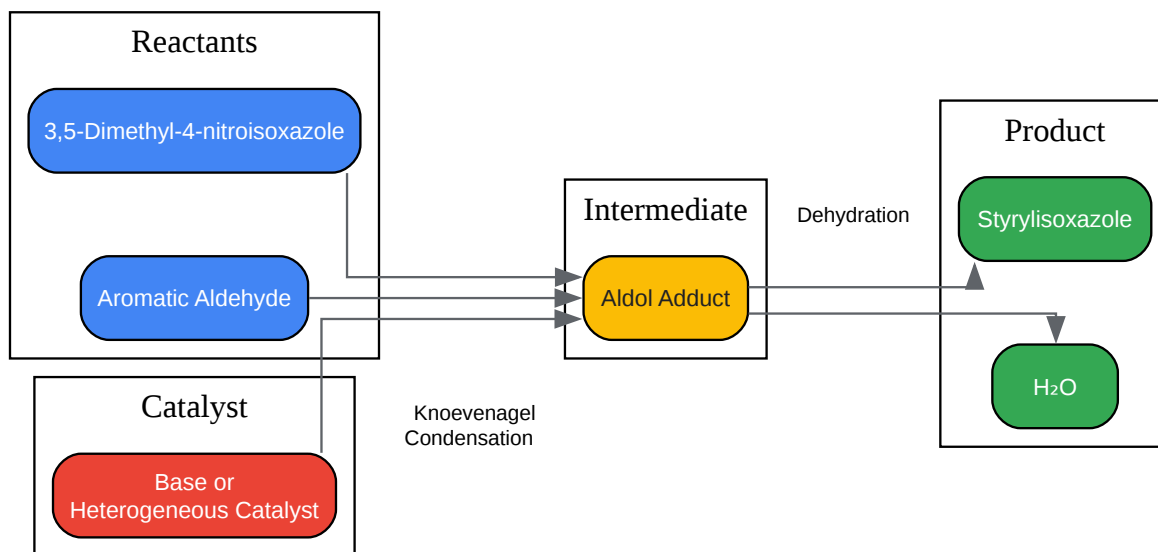 Reactants
3,5-Dimethyl-4-nitroisoxazole
Aromatic Aldehyde
Catalyst
Base or
Heterogeneous Catalyst
Knoevenagel
Condensation
Intermediate
Aldol Adduct
Dehydration
Product
Styrylisoxazole
H₂O